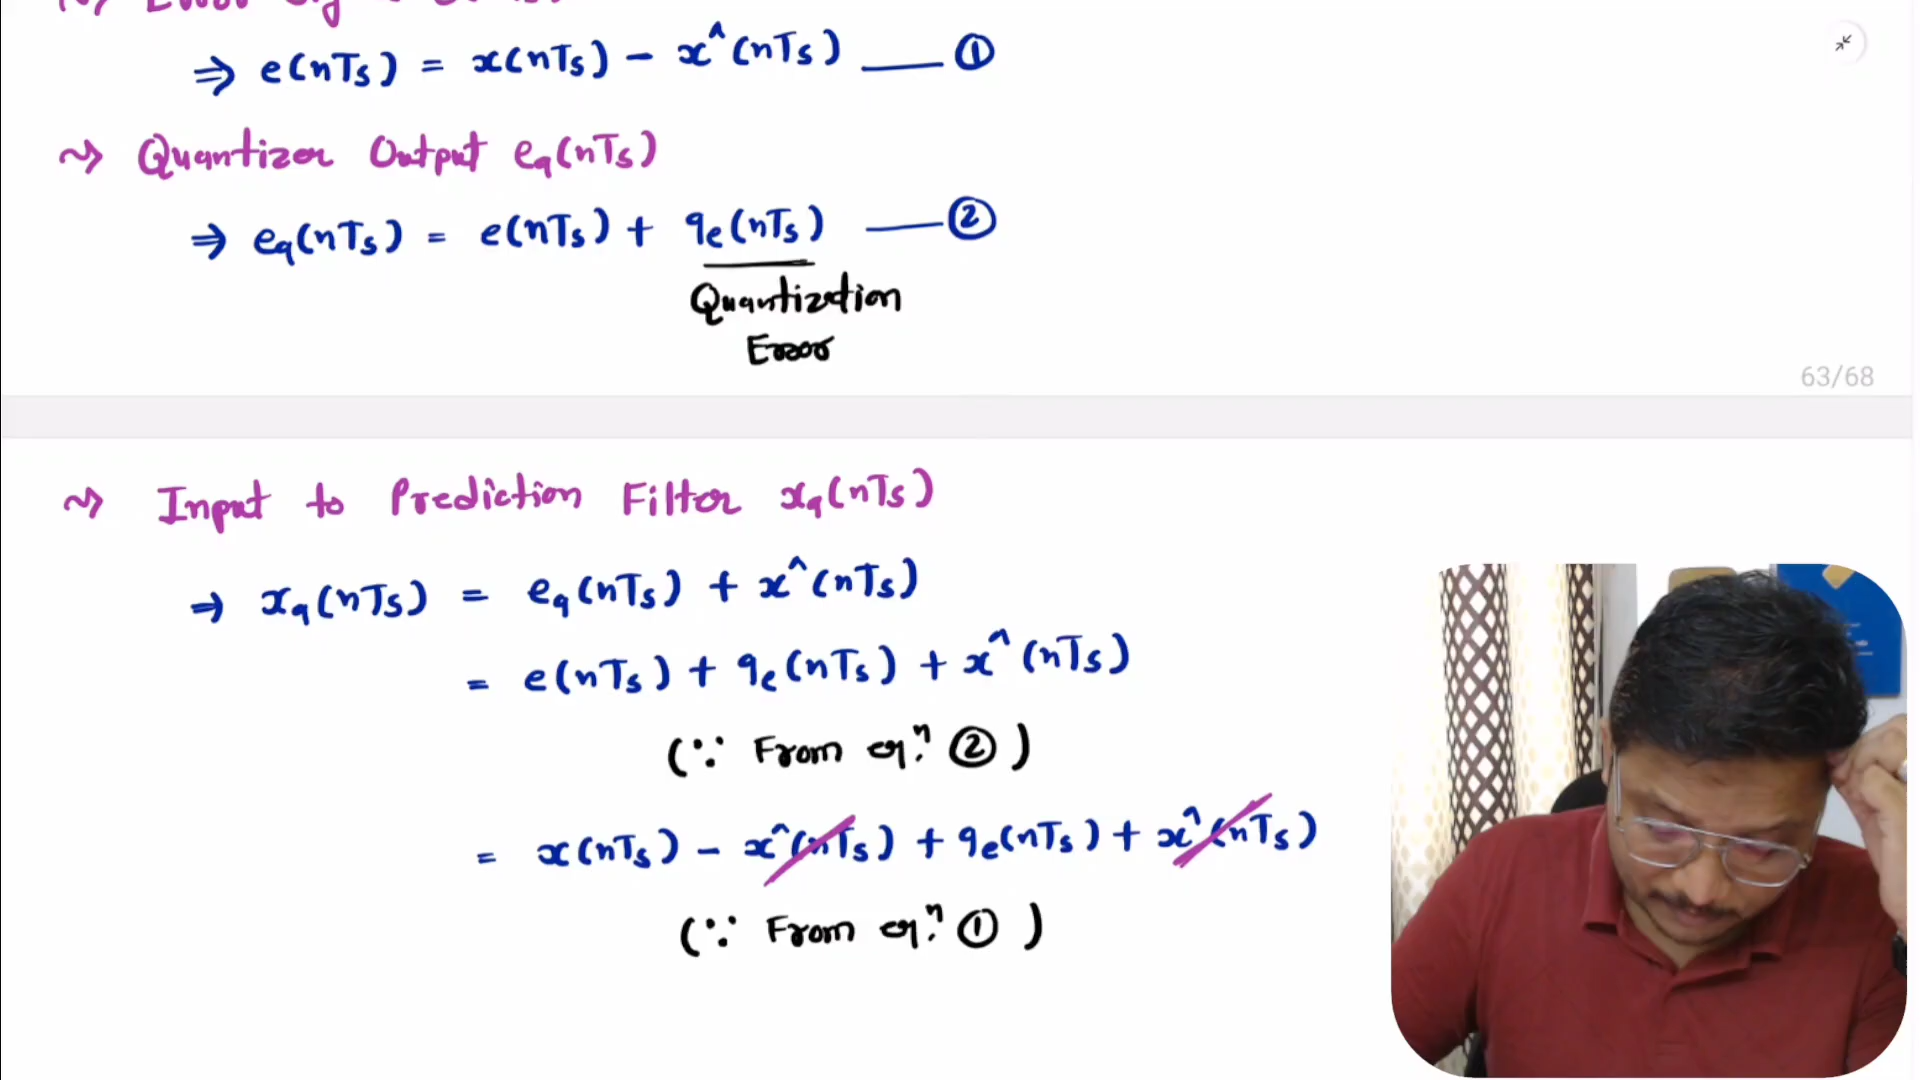 ⇒ e(nTs) = x(nTs) - x^(nTs) —— ①
~> Quantizer Output eq(nTs)
⇒ eq(nTs) = e(nTs) + qe(nTs) —— ②
Quantization
Error
63/68
~> Input to Prediction Filter xq(nTs)
⇒ xq(nTs) = eq(nTs) + x^(nTs)
= e(nTs) + qe(nTs) + x^(nTs)
(∵ From eqⁿ. ②)
= x(nTs) - x^(nTs) + qe(nTs) + x^(nTs)
(∵ From eqⁿ. ①)